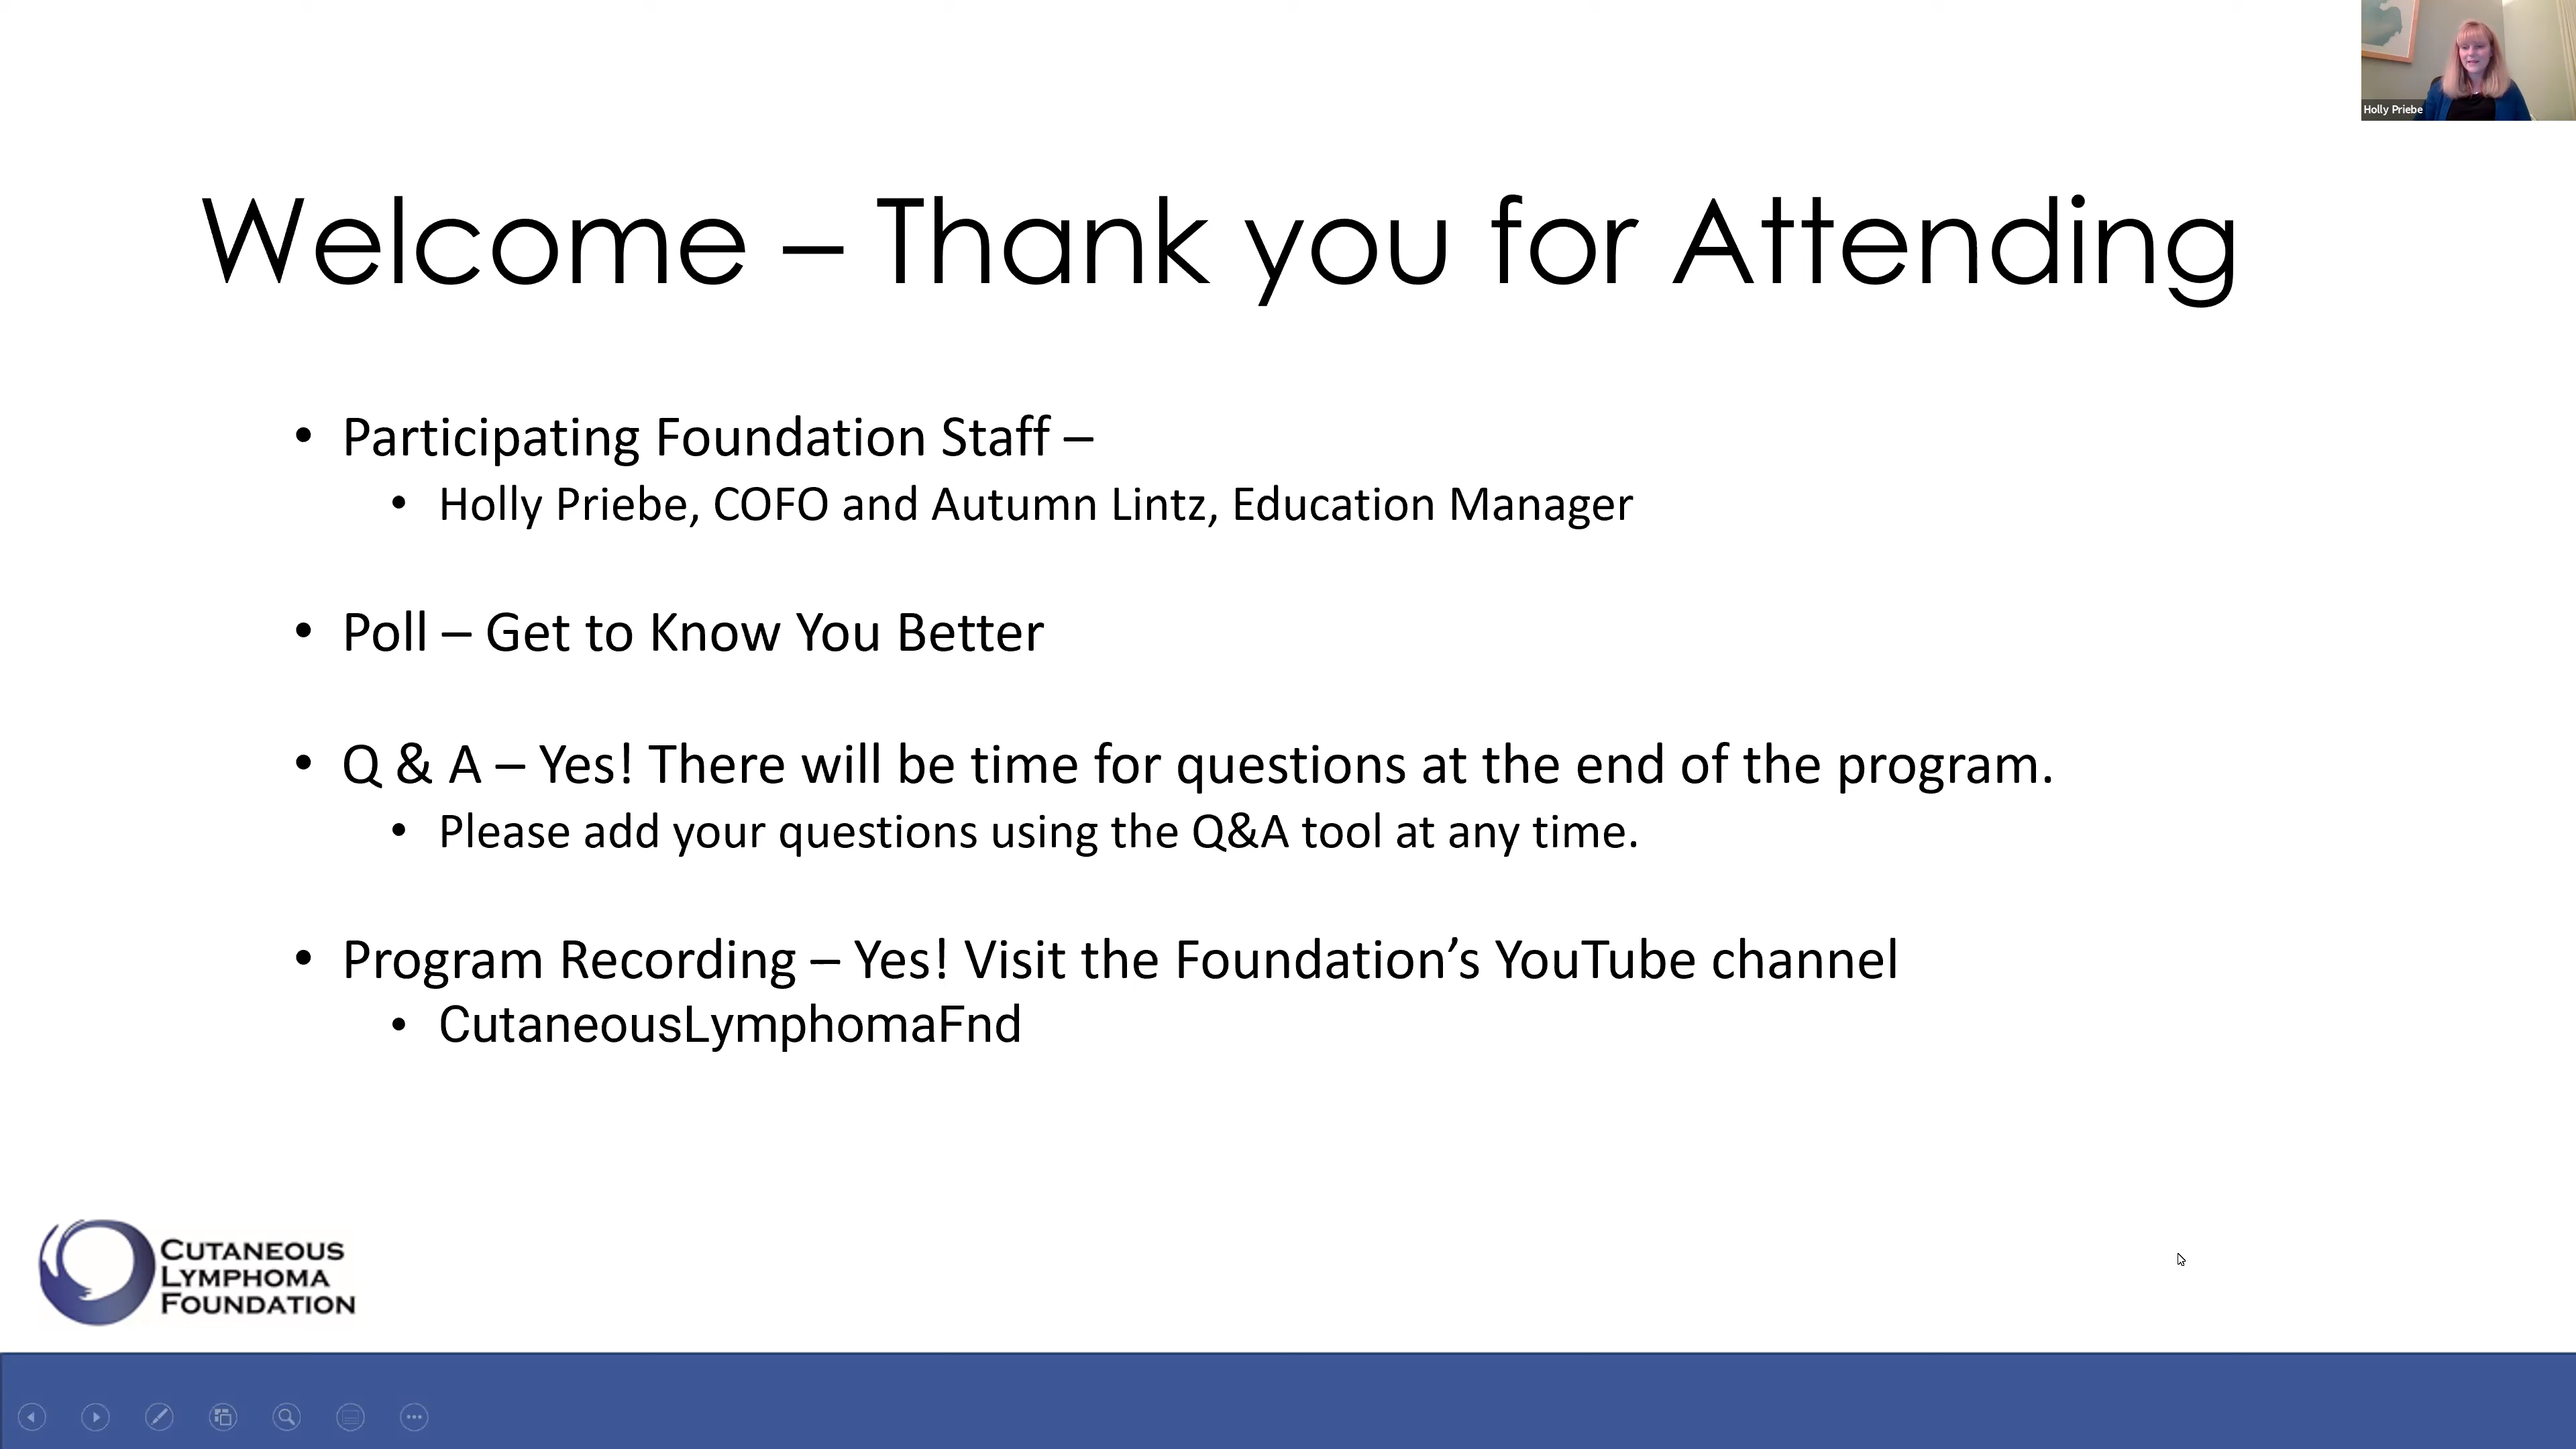 Holly Priebe
Welcome – Thank you for Attending
• Participating Foundation Staff –
• Holly Priebe, COFO and Autumn Lintz, Education Manager
• Poll – Get to Know You Better
• Q & A – Yes! There will be time for questions at the end of the program.
• Please add your questions using the Q&A tool at any time.
• Program Recording – Yes! Visit the Foundation’s YouTube channel
• CutaneousLymphomaFnd
CUTANEOUS
LYMPHOMA
FOUNDATION